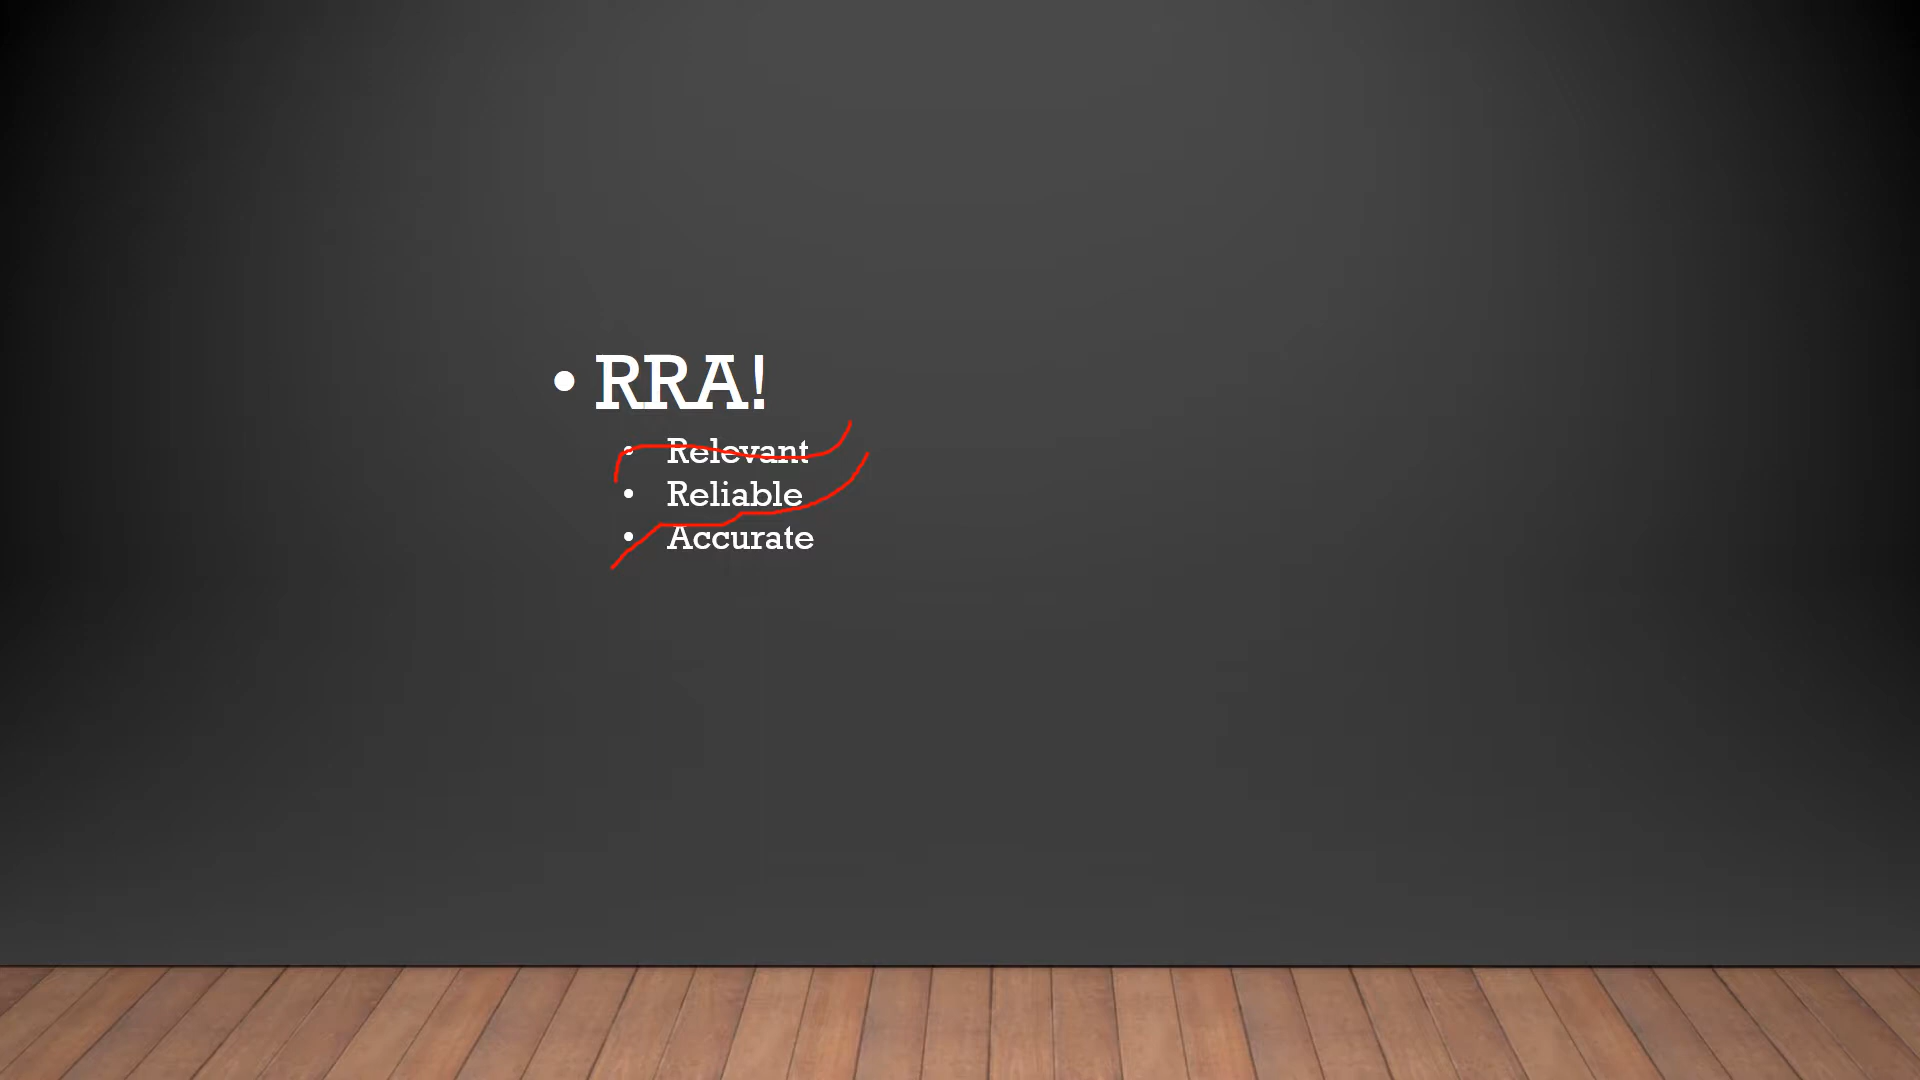 • RRA!
• Relevant
• Reliable
• Accurate